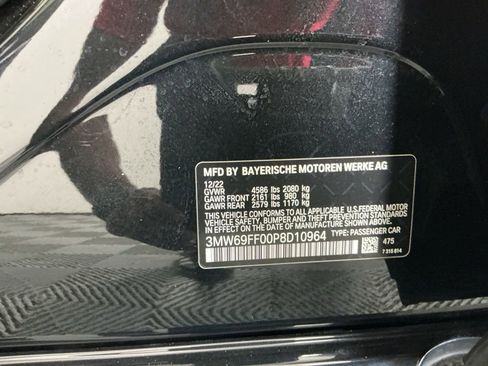 MFD BY BAYERISCHE MOTOREN WERKE AG
12/22
GVWR 4586 lbs 2080 kg
GAWR FRONT 2161 lbs 980 kg
GAWR REAR 2579 lbs 1170 kg
THIS VEHICLE CONFORMS TO ALL APPLICABLE U.S.FEDERAL MOTOR
VEHICLE SAFETY, BUMPER AND THEFT PREVENTION STANDARDS
IN EFFECT ON THE DATE OF MANUFACTURE SHOWN ABOVE.
3MW69FF00P8D10964 TYPE: PASSENGER CAR
475
7 310 814